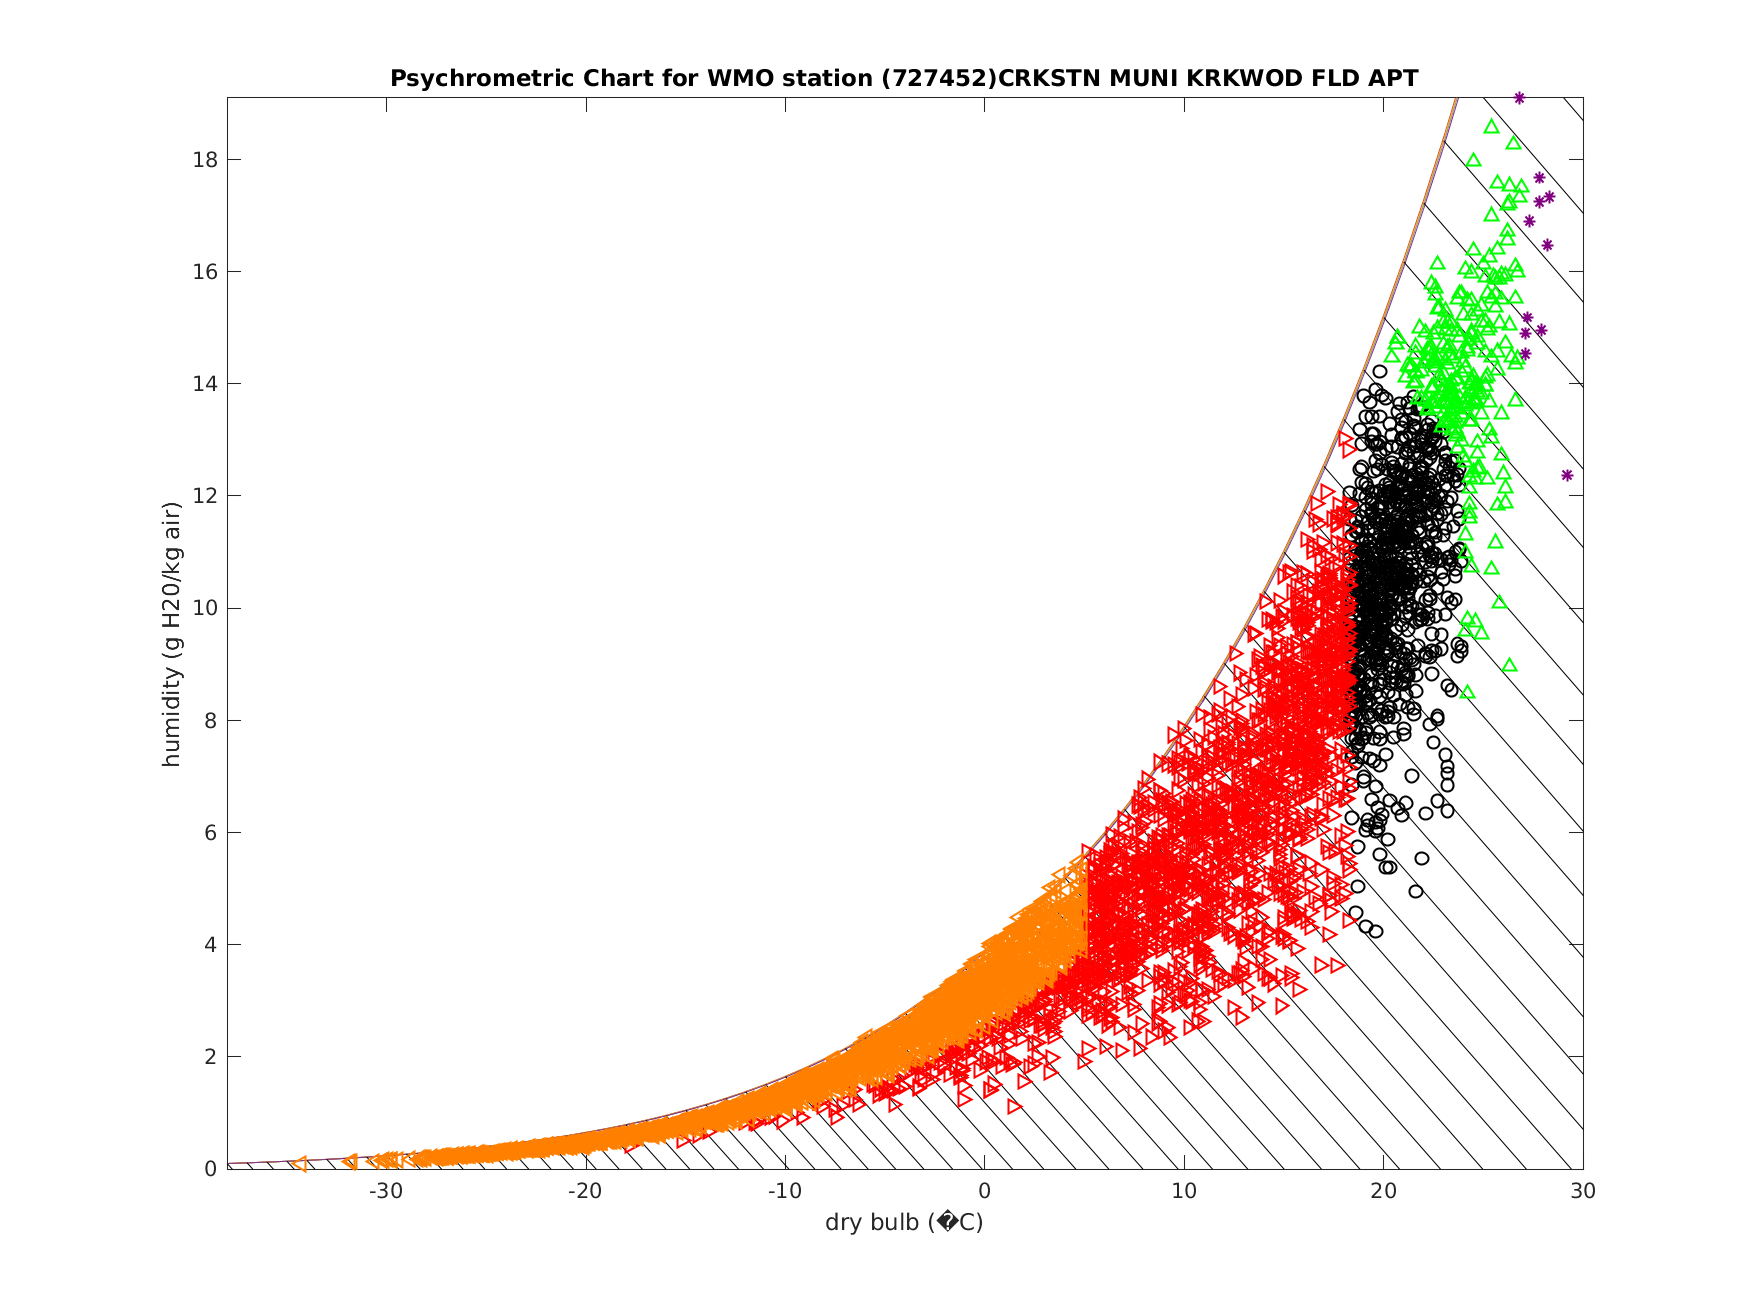 Psychrometric Chart for WMO station (727452)CRKSTN MUNI KRKWOD FLD APT
18
16
14
12
10
8
6
4
2
0
humidity (g H20/kg air)
-30 -20 -10 0 10 20 30
dry bulb (�C)